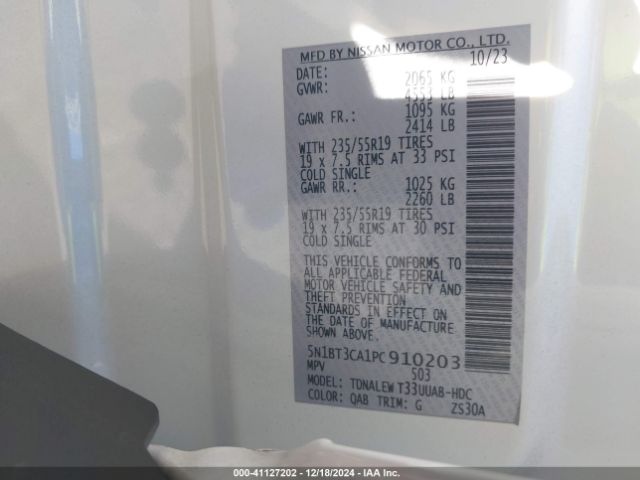 MFD BY NISSAN MOTOR CO., LTD.
DATE: 10/23
GVWR: 2065 KG
4553 LB
GAWR FR.: 1095 KG
2414 LB
WITH 235/55R19 TIRES
19 x 7.5 RIMS AT 33 PSI
COLD SINGLE
GAWR RR.: 1025 KG
2260 LB
WITH 235/55R19 TIRES
19 x 7.5 RIMS AT 30 PSI
COLD SINGLE
THIS VEHICLE CONFORMS TO
ALL APPLICABLE FEDERAL
MOTOR VEHICLE SAFETY AND
THEFT PREVENTION
STANDARDS IN EFFECT ON
THE DATE OF MANUFACTURE
SHOWN ABOVE.
5N1BT3CA1PC910203
MPV 503
MODEL: TDNALEW T33UUAB-HDC
COLOR: QAB TRIM: G ZS30A
000-41127202 - 12/18/2024 - IAA Inc.